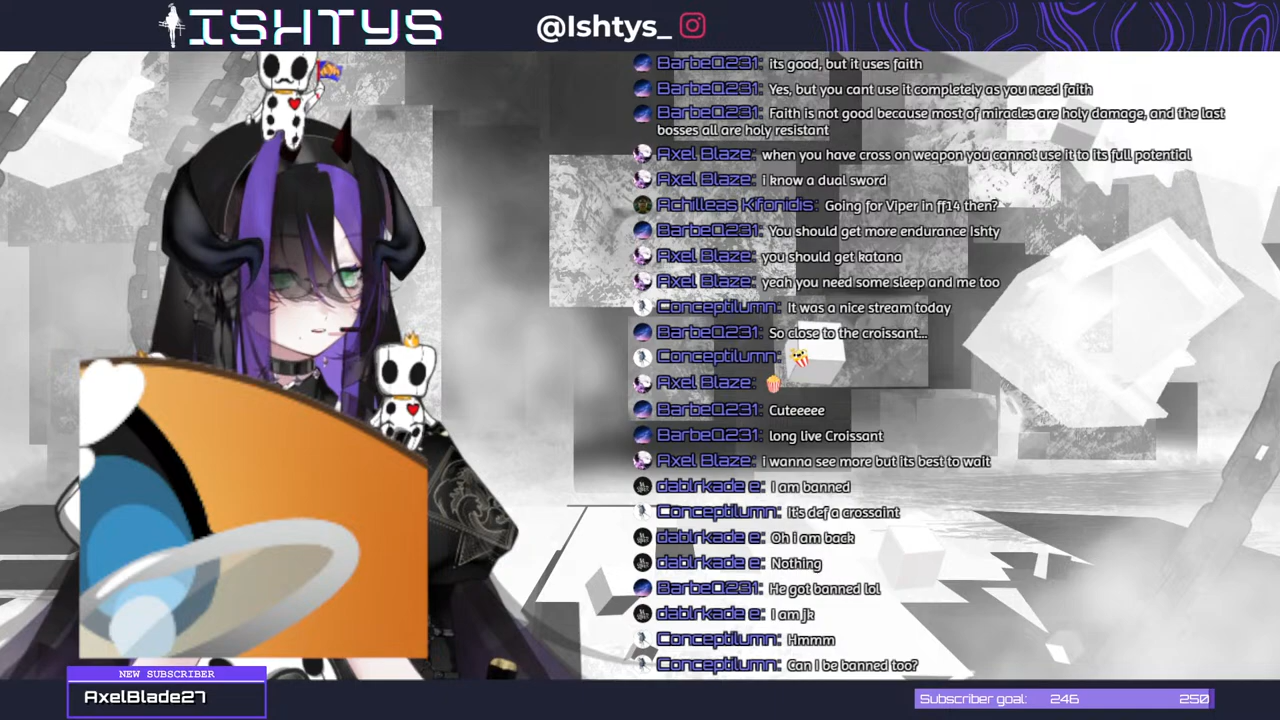 ISHTYS
@Ishtys_
BarbeQ231: its good, but it uses faith
BarbeQ231: Yes, but you cant use it completely as you need faith
BarbeQ231: Faith is not good because most of miracles are holy damage, and the last
bosses all are holy resistant
Axel Blaze: when you have cross on weapon you cannot use it to its full potential
Axel Blaze: i know a dual sword
Achilleas Kifonidis: Going for Viper in ff14 then?
BarbeQ231: You should get more endurance Ishty
Axel Blaze: you should get katana
Axel Blaze: yeah you need some sleep and me too
Conceptilumn: It was a nice stream today
BarbeQ231: So close to the croissant...
Conceptilumn:
Axel Blaze: 🍿
BarbeQ231: Cuteeeee
BarbeQ231: long live Croissant
Axel Blaze: i wanna see more but its best to wait
dablrkade e: I am banned
Conceptilumn: It's def a crossaint
dablrkade e: Oh i am back
dablrkade e: Nothing
BarbeQ231: He got banned lol
dablrkade e: I am jk
Conceptilumn: Hmmm
Conceptilumn: Can I be banned too?
NEW SUBSCRIBER
AxelBlade27
Subscriber goal: 246 250